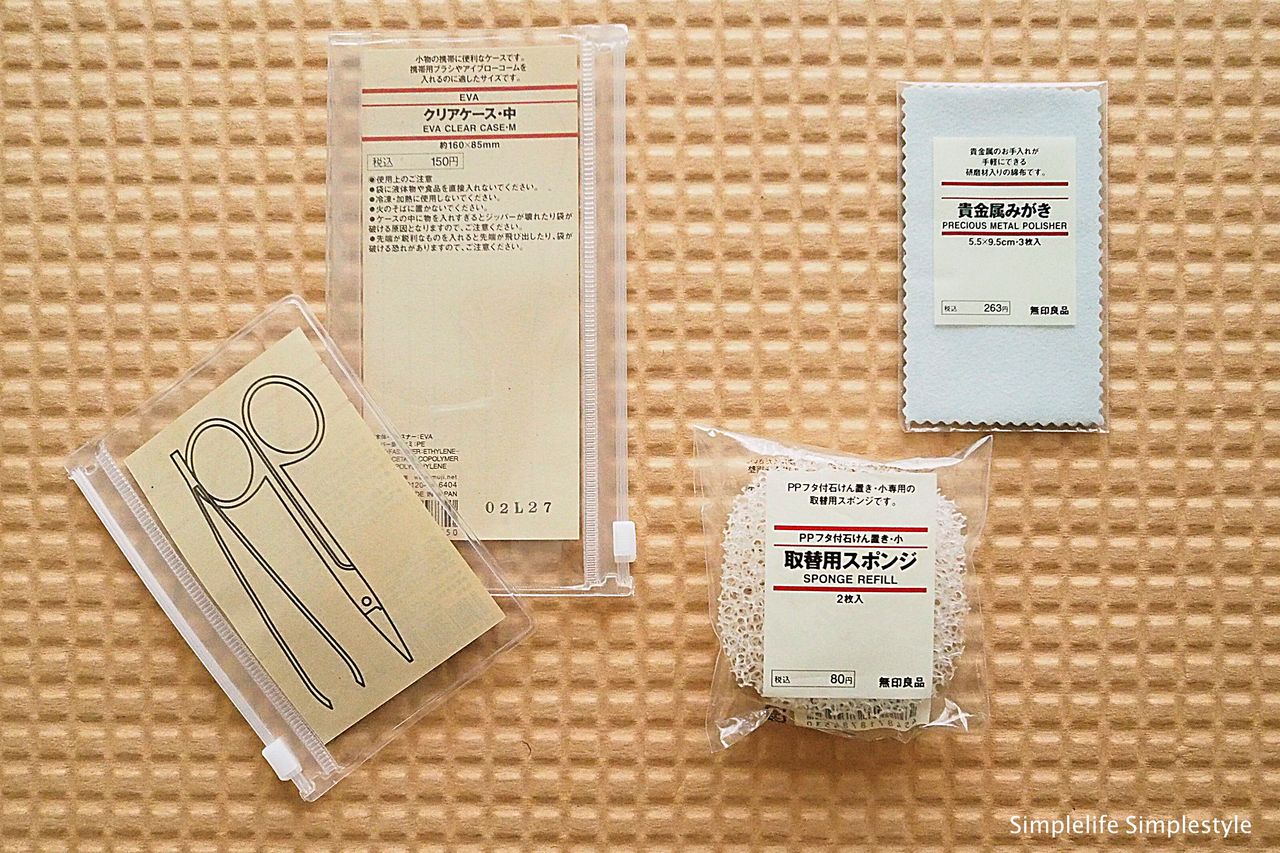 小物の携帯に便利なケースです。
携帯用ブラシやアイブローコームを
入れるのに適したサイズです。
EVA
クリアケース・中
EVA CLEAR CASE・M
約160×85mm
税込 150円
◉使用上のご注意
●袋に液体物や食品を直接入れないでください。
●冷凍・加熱に使用しないでください。
●火のそばに置かないでください。
●ケースの中に物を入れすぎるとジッパーが壊れたり袋が
破ける原因となりますので、ご注意ください。
●先端が鋭利なものを入れると先端が飛び出したり、袋が
破ける恐れがありますので、ご注意ください。
スナー:EVA
PE
ETHYLENE-
COPOLYMER
muji.net
6404
JAPAN
02L27
50
貴金属のお手入れが
手軽にできる
研磨材入りの綿布です。
貴金属みがき
PRECIOUS METAL POLISHER
5.5×9.5cm・3枚入
税込 263円 無印良品
PPフタ付石けん置き・小専用の
取替用スポンジです。
PPフタ付石けん置き・小
取替用スポンジ
SPONGE REFILL
2枚入
税込 80円 無印良品
Simplelife Simplestyle